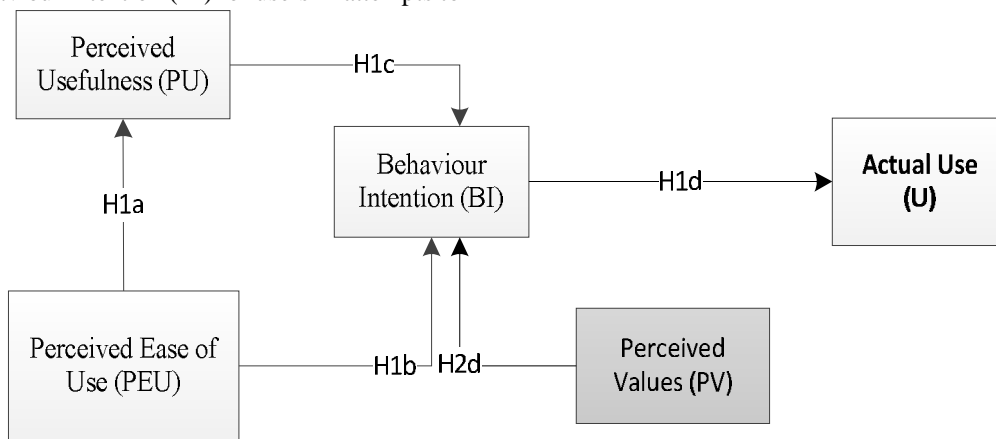 Perceived
Usefulness (PU)
H1c
Behaviour
Intention (BI)
H1d
Actual Use
(U)
H1a
Perceived Ease of
Use (PEU)
H1b
H2d
Perceived
Values (PV)